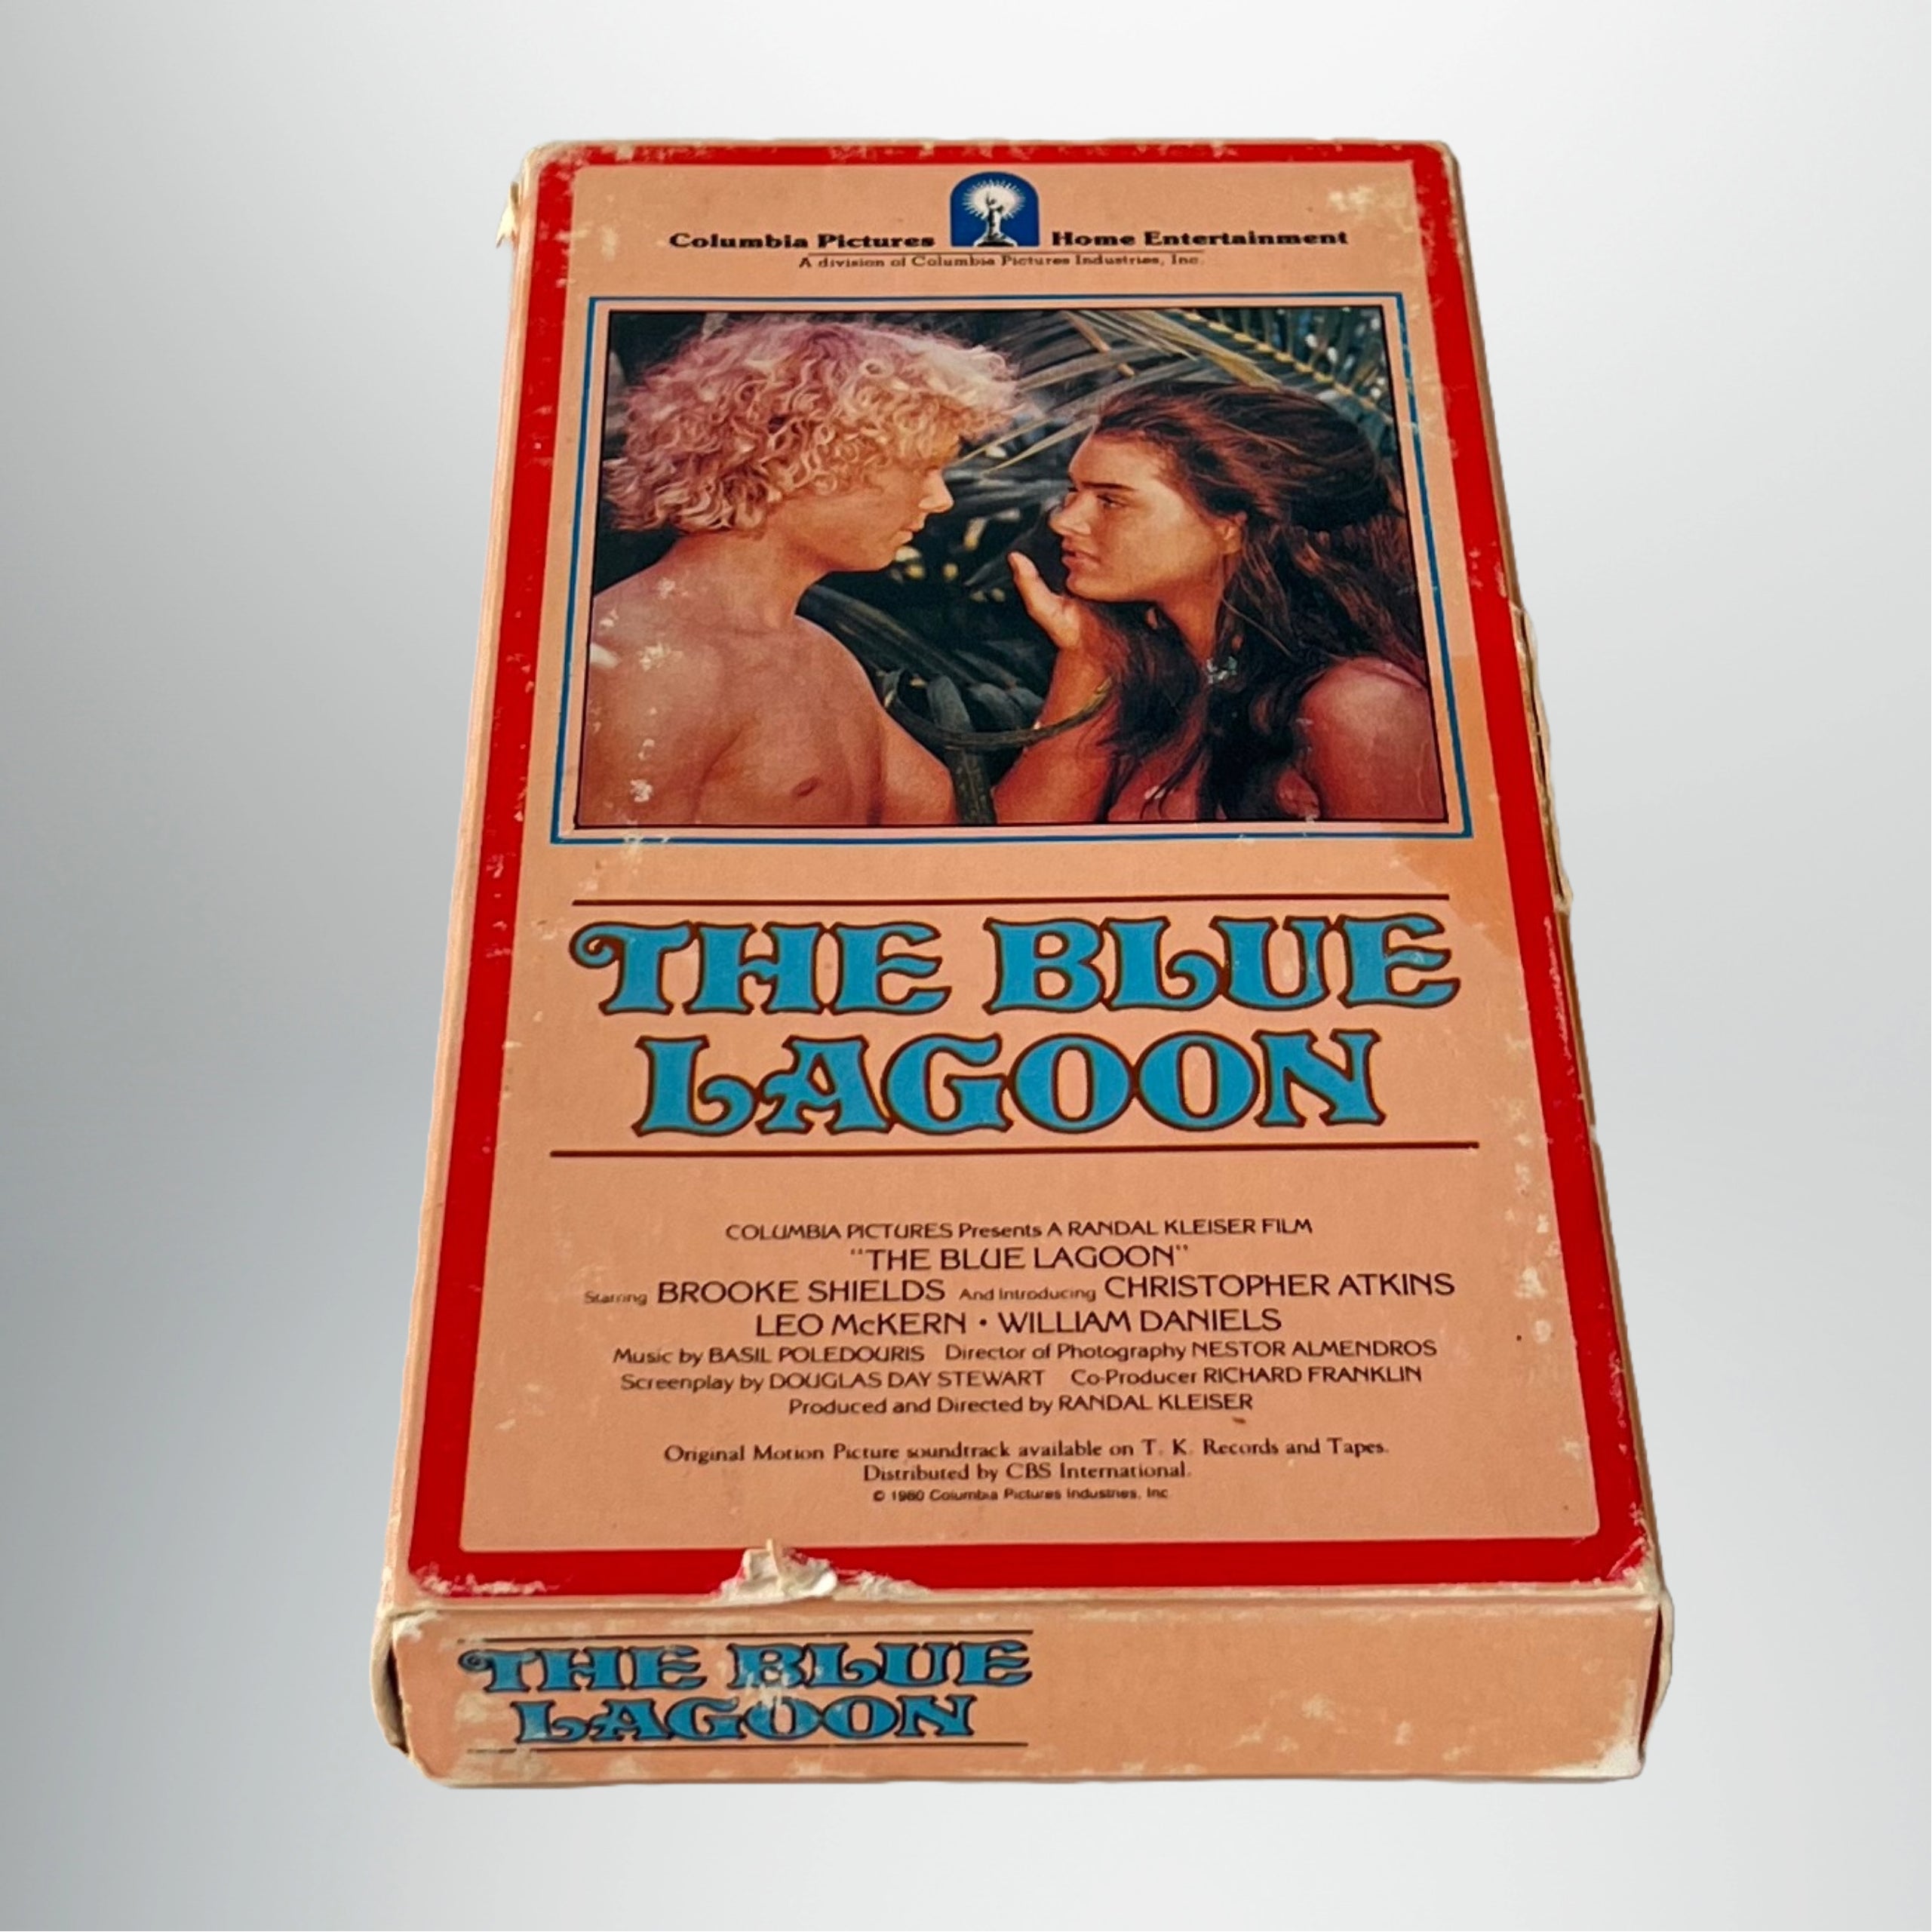 Columbia Pictures Home Entertainment
A division of Columbia Pictures Industries, Inc.
THE BLUE
LAGOON
COLUMBIA PICTURES Presents A RANDAL KLEISER FILM
"THE BLUE LAGOON"
Starring BROOKE SHIELDS And Introducing CHRISTOPHER ATKINS
LEO McKERN • WILLIAM DANIELS
Music by BASIL POLEDOURIS Director of Photography NESTOR ALMENDROS
Screenplay by DOUGLAS DAY STEWART Co-Producer RICHARD FRANKLIN
Produced and Directed by RANDAL KLEISER
Original Motion Picture soundtrack available on T. K. Records and Tapes.
Distributed by CBS International.
© 1980 Columbia Pictures Industries, Inc.
THE BLUE
LAGOON